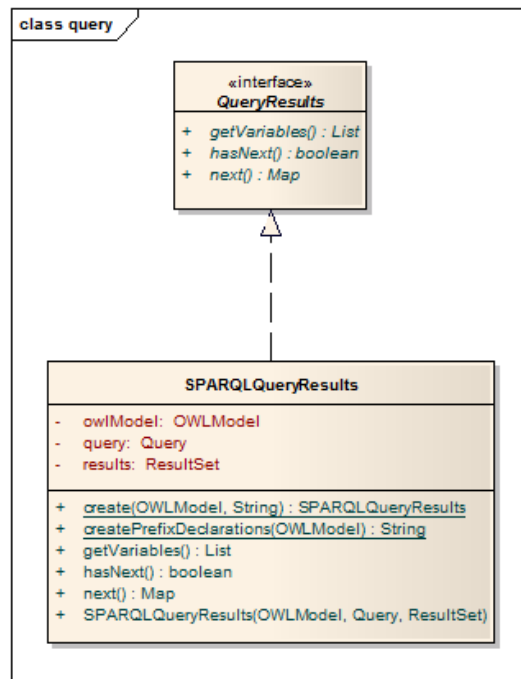 class query
«interface»
QueryResults
+ getVariables() : List
+ hasNext() : boolean
+ next() : Map
SPARQLQueryResults
- owlModel: OWLModel
- query: Query
- results: ResultSet
+ create(OWLModel, String) : SPARQLQueryResults
+ createPrefixDeclarations(OWLModel) : String
+ getVariables() : List
+ hasNext() : boolean
+ next() : Map
+ SPARQLQueryResults(OWLModel, Query, ResultSet)